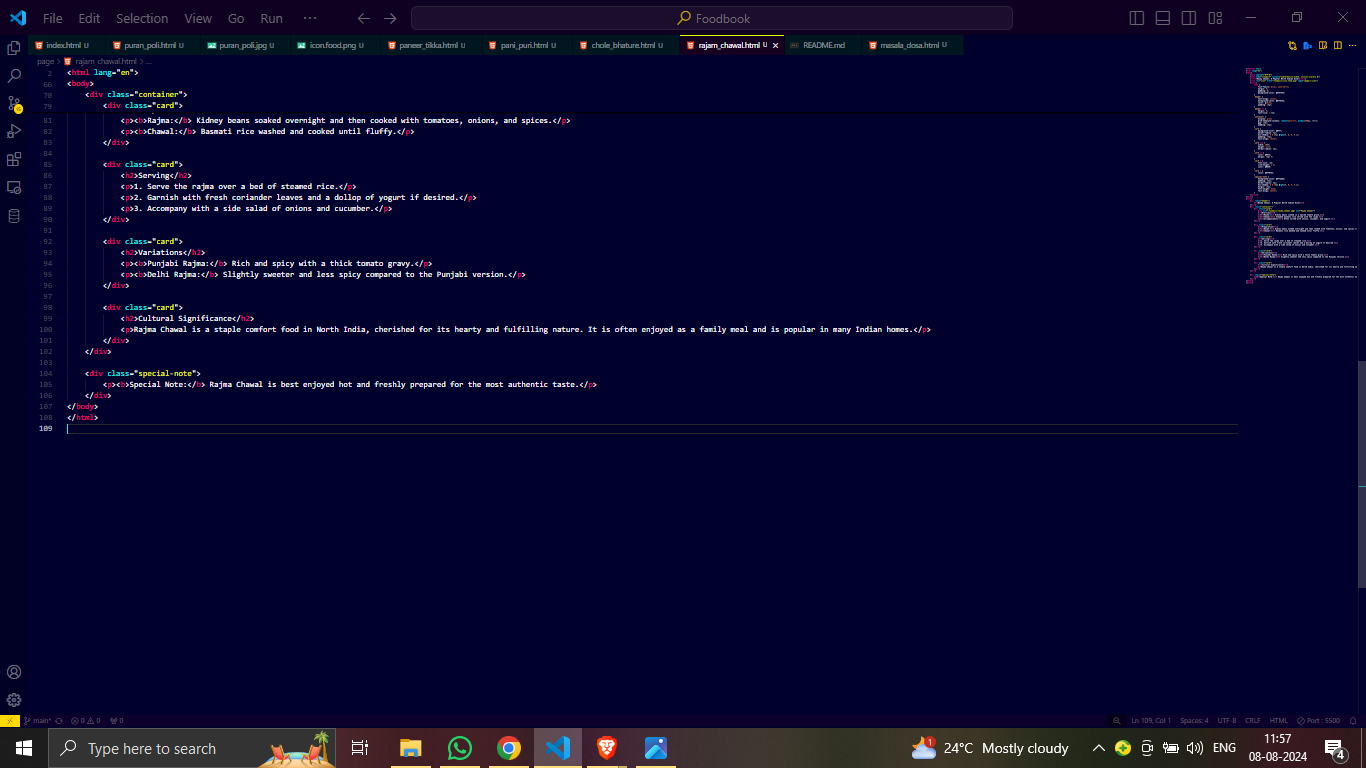 File Edit Selection View Go Run ··· Foodbook
index.html U puran_poli.html U puran_poli.jpg U icon.food.png U paneer_tikka.html U pani_puri.html U chole_bhature.html U rajam_chawal.html U README.md masala_dosa.html U
page > rajam_chawal.html > ...
2 <html lang="en">
66 <body>
70 <div class="container">
79 <div class="card">
81 <p><b>Rajma:</b> Kidney beans soaked overnight and then cooked with tomatoes, onions, and spices.</p>
82 <p><b>Chawal:</b> Basmati rice washed and cooked until fluffy.</p>
83 </div>
84
85 <div class="card">
86 <h2>Serving</h2>
87 <p>1. Serve the rajma over a bed of steamed rice.</p>
88 <p>2. Garnish with fresh coriander leaves and a dollop of yogurt if desired.</p>
89 <p>3. Accompany with a side salad of onions and cucumber.</p>
90 </div>
91
92 <div class="card">
93 <h2>Variations</h2>
94 <p><b>Punjabi Rajma:</b> Rich and spicy with a thick tomato gravy.</p>
95 <p><b>Delhi Rajma:</b> Slightly sweeter and less spicy compared to the Punjabi version.</p>
96 </div>
97
98 <div class="card">
99 <h2>Cultural Significance</h2>
100 <p>Rajma Chawal is a staple comfort food in North India, cherished for its hearty and fulfilling nature. It is often enjoyed as a family meal and is popular in many Indian homes.</p>
101 </div>
102 </div>
103
104 <div class="special-note">
105 <p><b>Special Note:</b> Rajma Chawal is best enjoyed hot and freshly prepared for the most authentic taste.</p>
106 </div>
107 </body>
108 </html>
109
main* 0 0 0 Ln 109, Col 1 Spaces: 4 UTF-8 CRLF HTML Port : 5500
Type here to search 1 24°C Mostly cloudy ENG 11:57
08-08-2024 4